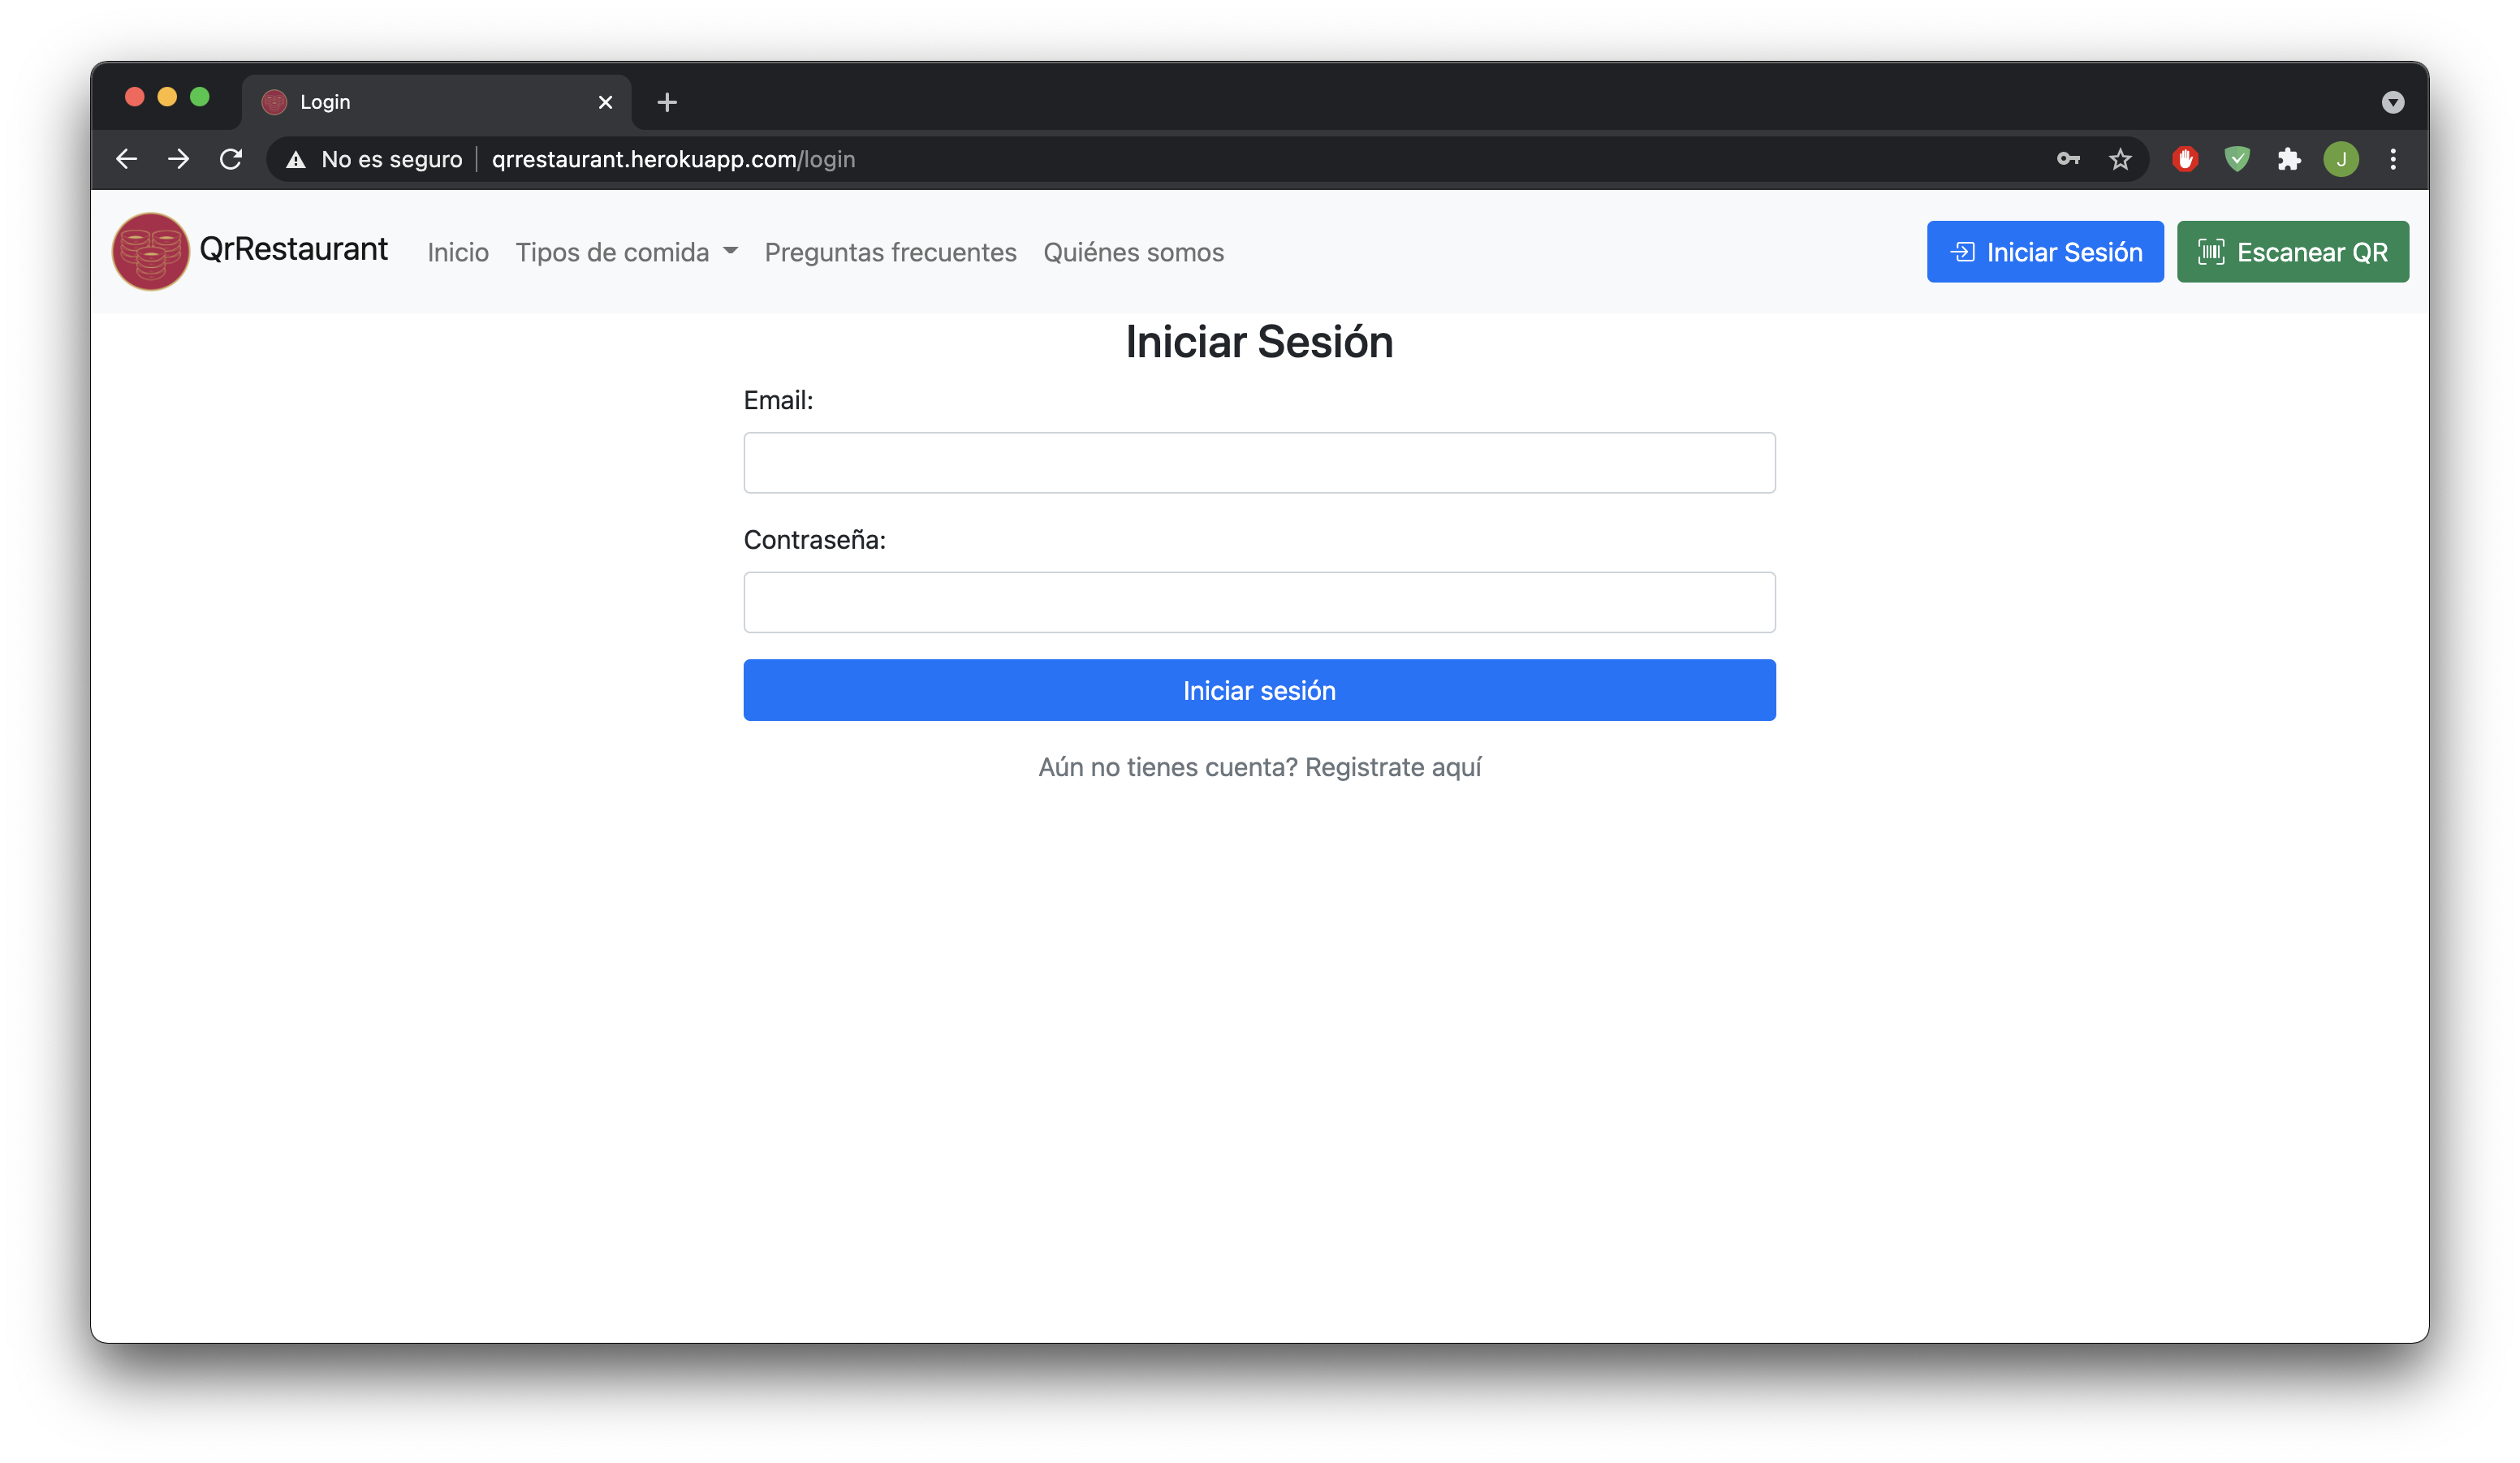 Login
No es seguro qrrestaurant.herokuapp.com/login
J
QrRestaurant Inicio Tipos de comida Preguntas frecuentes Quiénes somos Iniciar Sesión Escanear QR
Iniciar Sesión
Email:
Contraseña:
Iniciar sesión
Aún no tienes cuenta? Registrate aquí